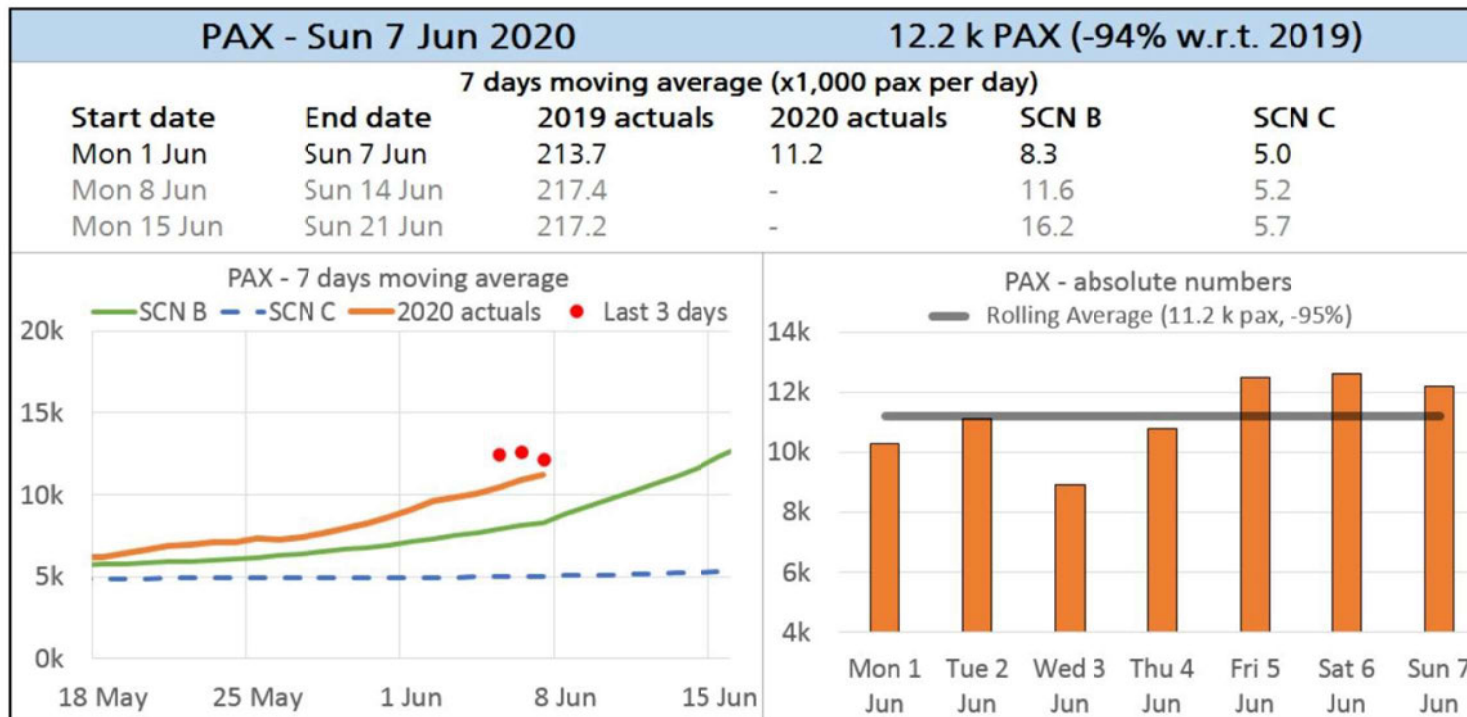 PAX - Sun 7 Jun 2020 12.2 k PAX (-94% w.r.t. 2019)
7 days moving average (x1,000 pax per day)
Start date End date 2019 actuals 2020 actuals SCN B SCN C
Mon 1 Jun Sun 7 Jun 213.7 11.2 8.3 5.0
Mon 8 Jun Sun 14 Jun 217.4 - 11.6 5.2
Mon 15 Jun Sun 21 Jun 217.2 - 16.2 5.7
PAX - 7 days moving average
SCN B SCN C 2020 actuals Last 3 days
20k
15k
10k
5k
0k
18 May 25 May 1 Jun 8 Jun 15 Jun
PAX - absolute numbers
Rolling Average (11.2 k pax, -95%)
14k
12k
10k
8k
6k
4k
Mon 1 Tue 2 Wed 3 Thu 4 Fri 5 Sat 6 Sun 7
Jun Jun Jun Jun Jun Jun Jun